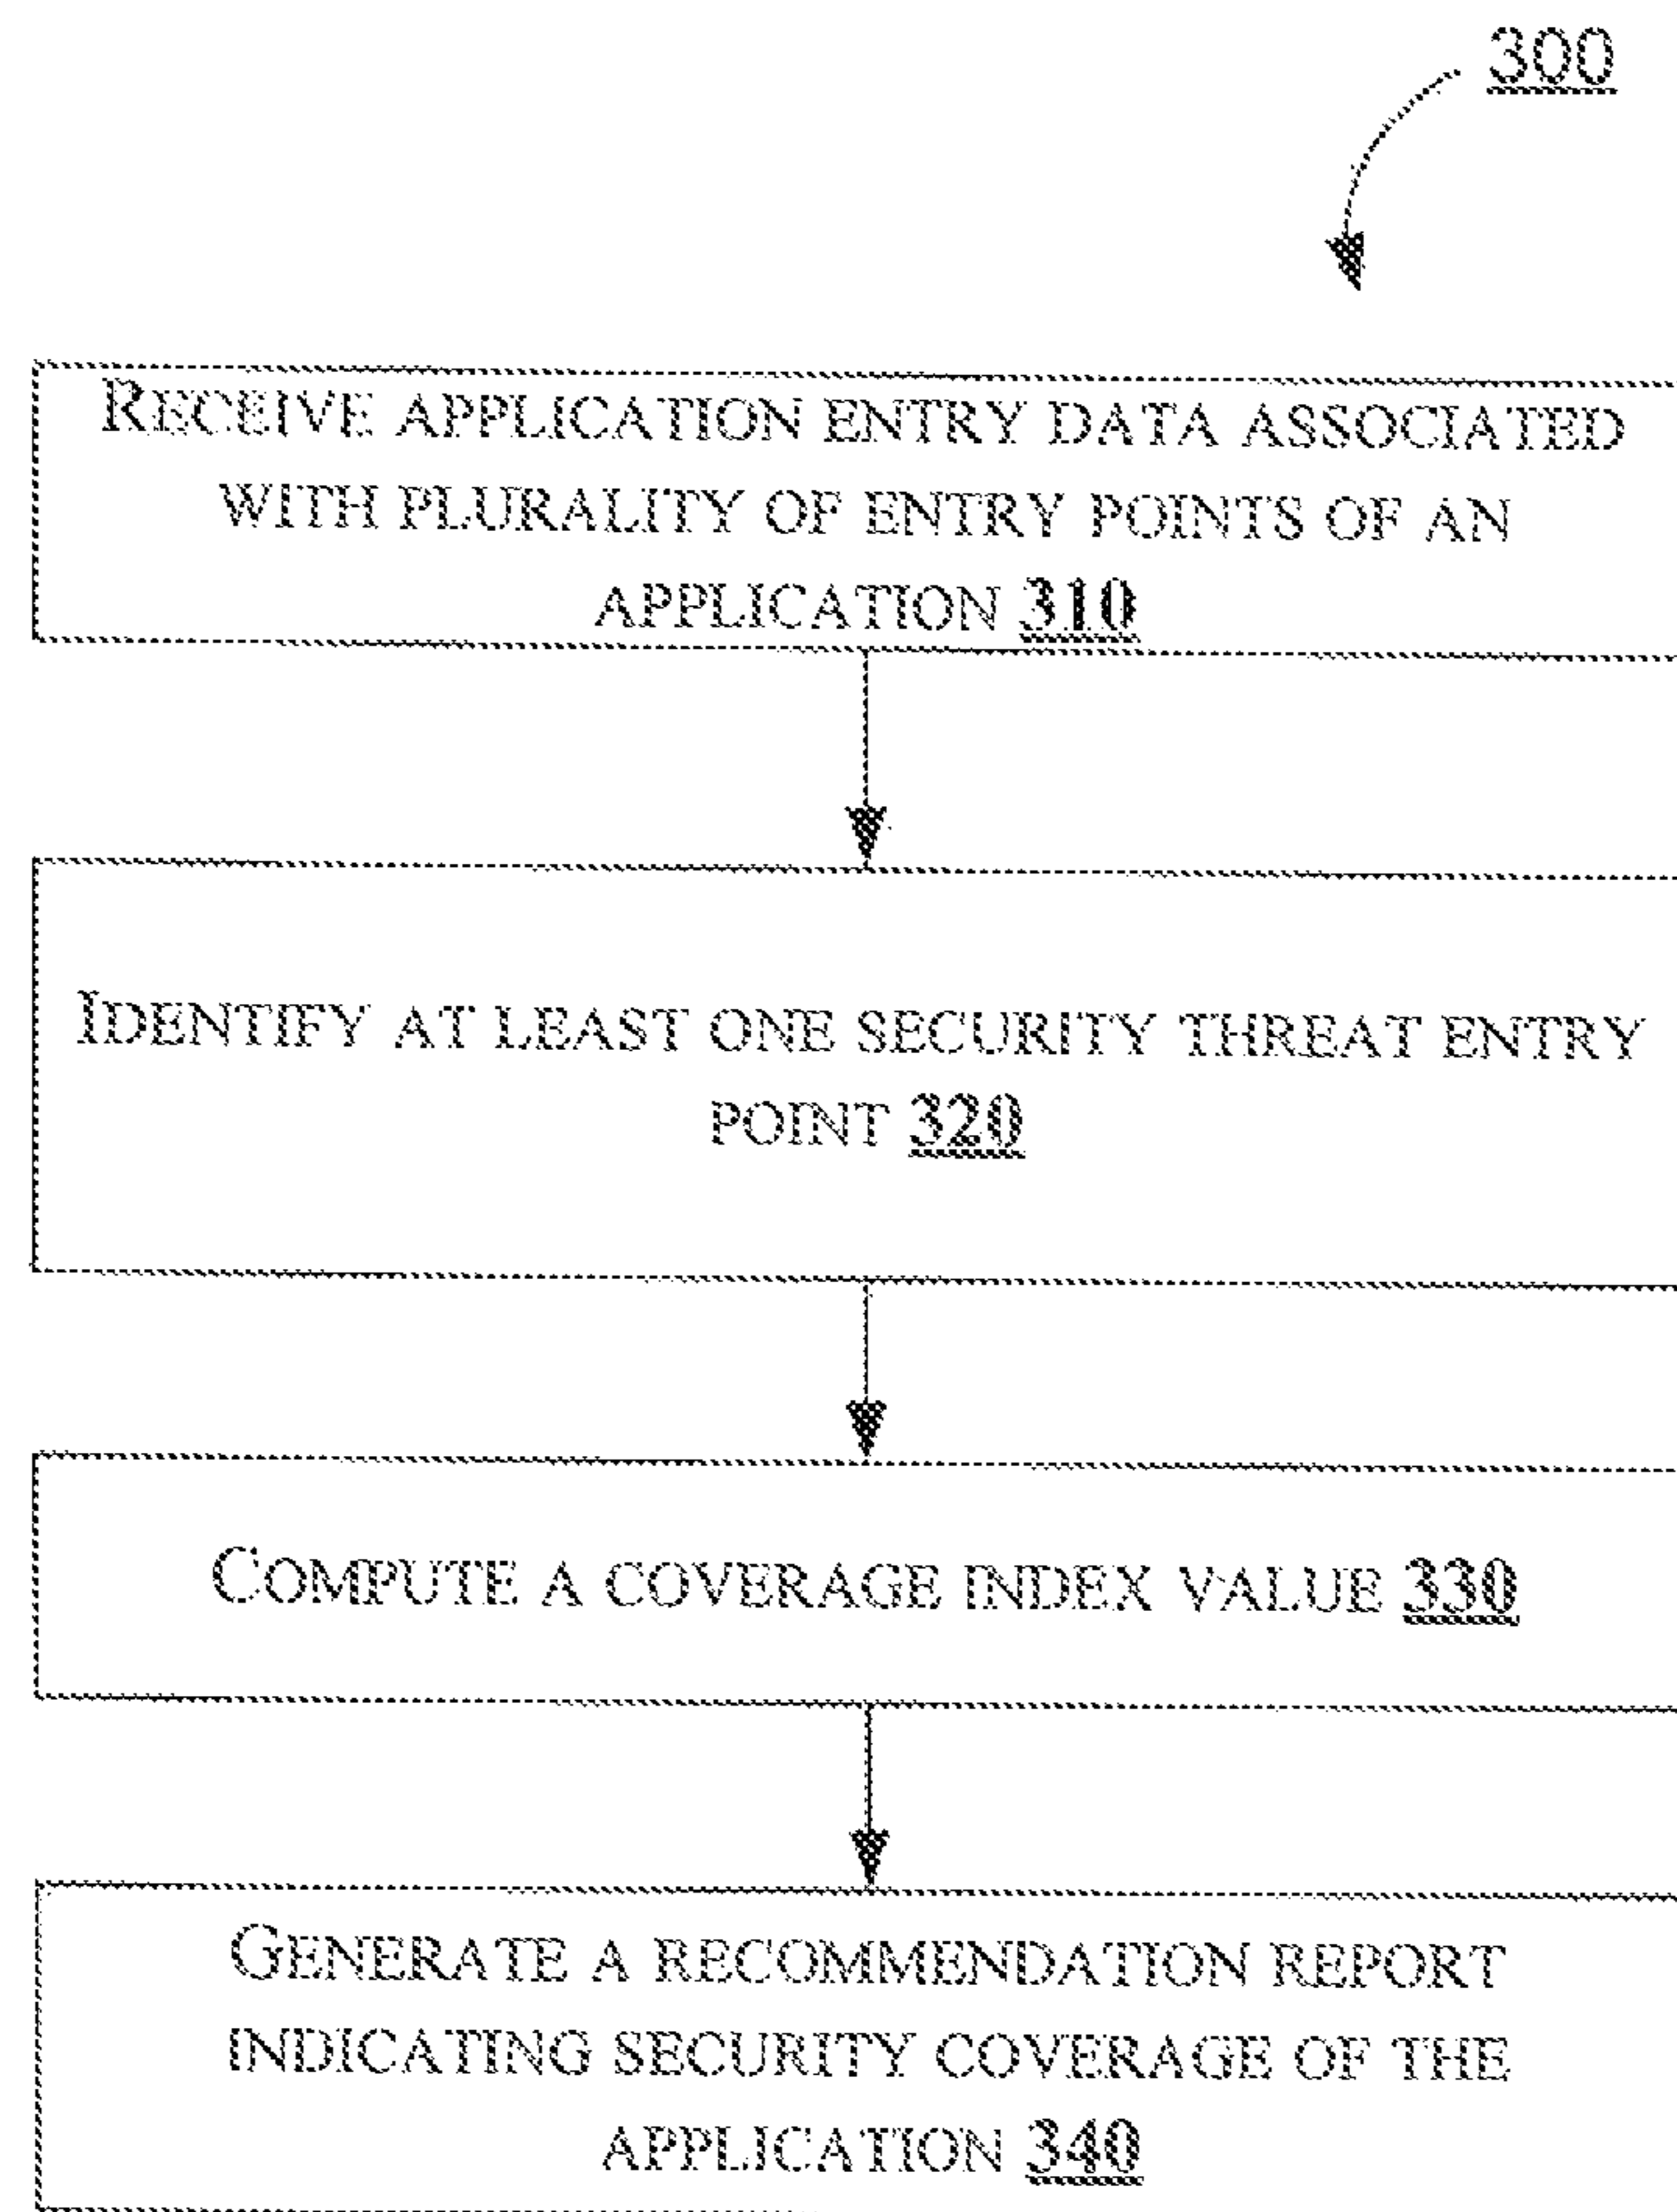 300
RECEIVE APPLICATION ENTRY DATA ASSOCIATED
WITH PLURALITY OF ENTRY POINTS OF AN
APPLICATION 310
IDENTIFY AT LEAST ONE SECURITY THREAT ENTRY
POINT 320
COMPUTE A COVERAGE INDEX VALUE 330
GENERATE A RECOMMENDATION REPORT
INDICATING SECURITY COVERAGE OF THE
APPLICATION 340